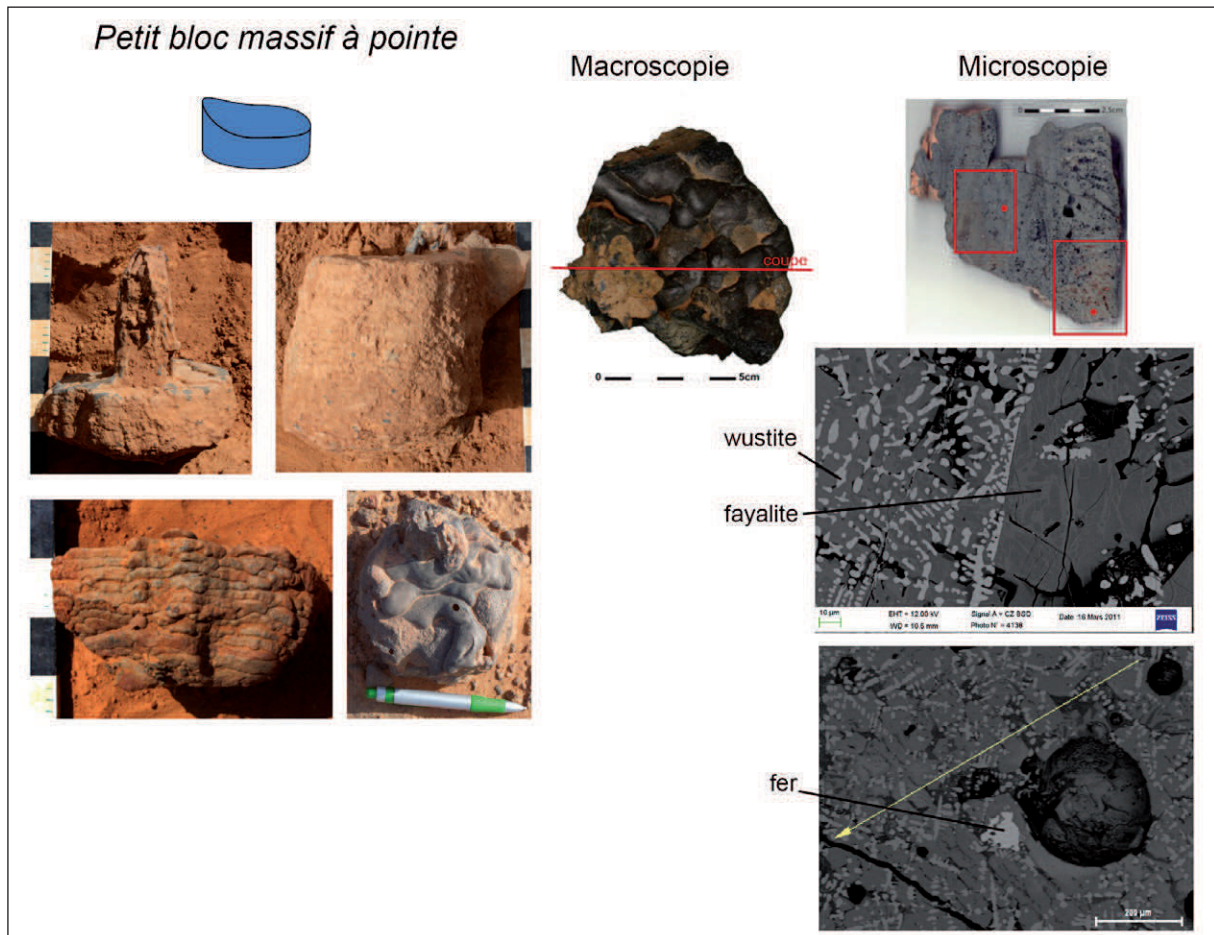 Petit bloc massif à pointe
Macroscopie
Microscopie
0 2.5cm
coupe
0 5cm
wustite
fayalite
10 µm
EHT = 12.00 kV
WD = 10.5 mm
Signal A = CZ BSD
Photo N° = 4138
Date :16 Mars 2011
ZEISS
fer
200 µm